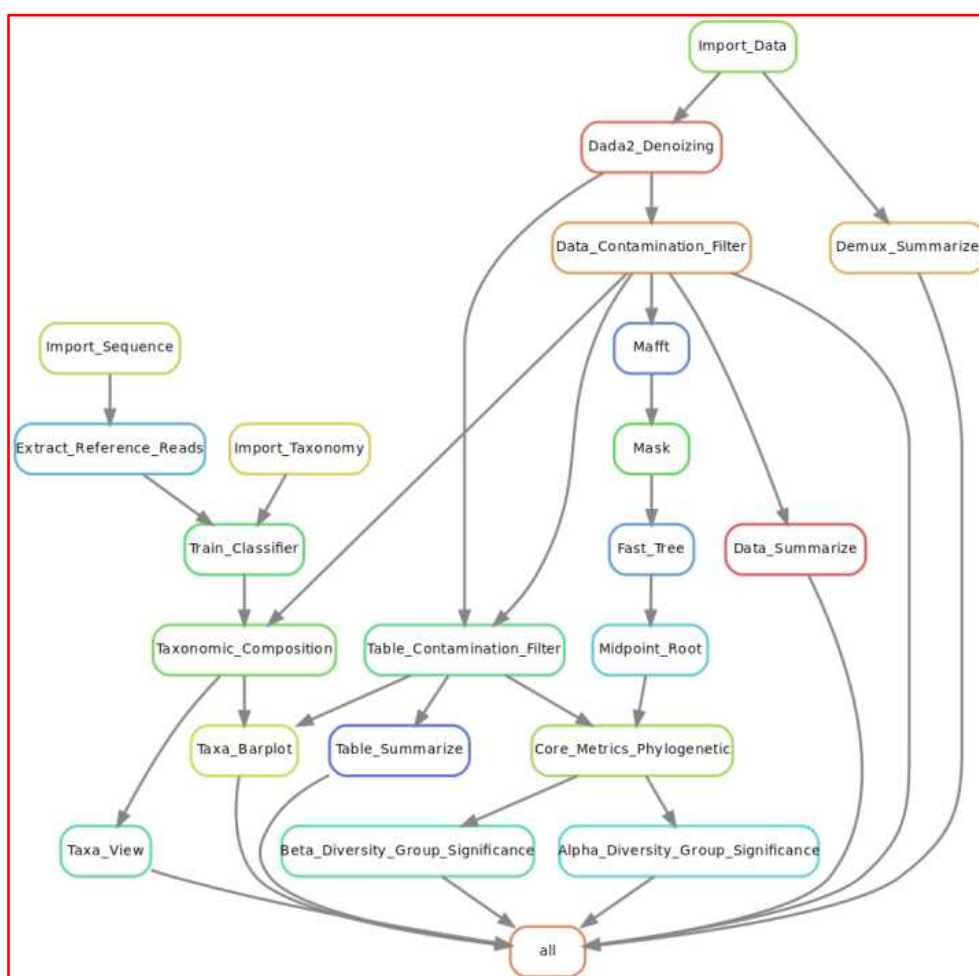 Import_Data
Dada2_Denoizing
Data_Contamination_Filter
Demux_Summarize
Import_Sequence
Mafft
Extract_Reference_Reads
Import_Taxonomy
Mask
Train_Classifier
Fast_Tree
Data_Summarize
Taxonomic_Composition
Table_Contamination_Filter
Midpoint_Root
Taxa_Barplot
Table_Summarize
Core_Metrics_Phylogenetic
Taxa_View
Beta_Diversity_Group_Significance
Alpha_Diversity_Group_Significance
all